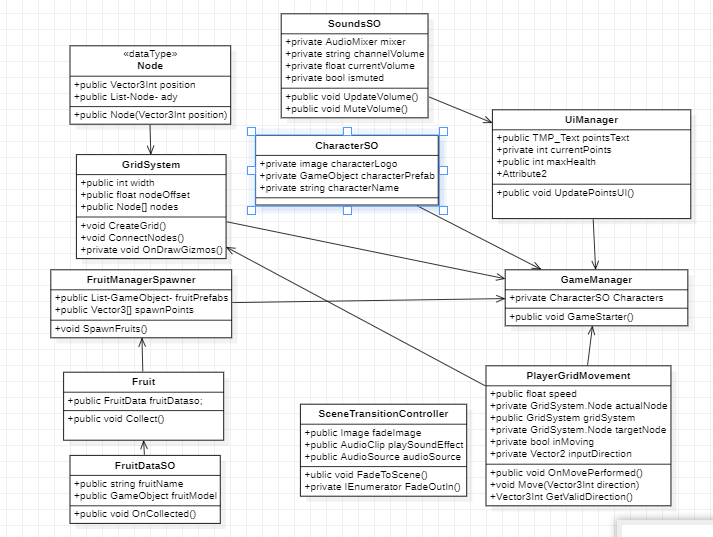 SoundsSO
+private AudioMixer mixer
+private string channelVolume
+private float currentVolume
+private bool ismuted
+public void UpdateVolume()
+public void MuteVolume()
«dataType»
Node
+public Vector3Int position
+public List-Node- ady
+public Node(Vector3Int position)
UiManager
+public TMP_Text pointsText
+private int currentPoints
+public int maxHealth
+Attribute2
+public void UpdatePointsUI()
CharacterSO
+private image characterLogo
+private GameObject characterPrefab
+private string characterName
GridSystem
+public int width
+public float nodeOffset
+public Node[] nodes
+void CreateGrid()
+void ConnectNodes()
+private void OnDrawGizmos()
FruitManagerSpawner
+public List-GameObject- fruitPrefabs
+public Vector3[] spawnPoints
+void SpawnFruits()
GameManager
+private CharacterSO Characters
+public void GameStarter()
Fruit
+public FruitData fruitDataso;
+public void Collect()
PlayerGridMovement
+public float speed
+private GridSystem.Node actualNode
+public GridSystem gridSystem
+private GridSystem.Node targetNode
+private bool inMoving
+private Vector2 inputDirection
+public void OnMovePerformed()
+void Move(Vector3Int direction)
+Vector3Int GetValidDirection()
SceneTransitionController
+public Image fadeImage
+public AudioClip playSoundEffect
+public AudioSource audioSource
+ublic void FadeToScene()
+private IEnumerator FadeOutIn()
FruitDataSO
+public string fruitName
+public GameObject fruitModel
+public void OnCollected()